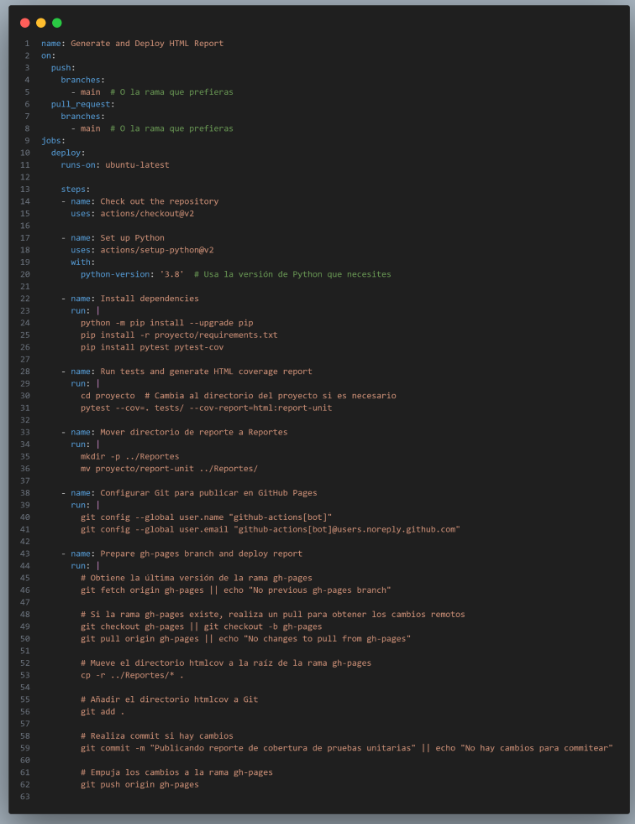 1 name: Generate and Deploy HTML Report
2 on:
3   push:
4     branches:
5       - main  # O la rama que prefieras
6   pull_request:
7     branches:
8       - main  # O la rama que prefieras
9 jobs:
10   deploy:
11     runs-on: ubuntu-latest
12
13     steps:
14     - name: Check out the repository
15       uses: actions/checkout@v2
16
17     - name: Set up Python
18       uses: actions/setup-python@v2
19       with:
20         python-version: '3.8'  # Usa la versión de Python que necesites
21
22     - name: Install dependencies
23       run: |
24         python -m pip install --upgrade pip
25         pip install -r proyecto/requirements.txt
26         pip install pytest pytest-cov
27
28     - name: Run tests and generate HTML coverage report
29       run: |
30         cd proyecto  # Cambia al directorio del proyecto si es necesario
31         pytest --cov=. tests/ --cov-report=html:report-unit
32
33     - name: Mover directorio de reporte a Reportes
34       run: |
35         mkdir -p ../Reportes
36         mv proyecto/report-unit ../Reportes/
37
38     - name: Configurar Git para publicar en GitHub Pages
39       run: |
40         git config --global user.name "github-actions[bot]"
41         git config --global user.email "github-actions[bot]@users.noreply.github.com"
42
43     - name: Prepare gh-pages branch and deploy report
44       run: |
45         # Obtiene la última versión de la rama gh-pages
46         git fetch origin gh-pages || echo "No previous gh-pages branch"
47
48         # Si la rama gh-pages existe, realiza un pull para obtener los cambios remotos
49         git checkout gh-pages || git checkout -b gh-pages
50         git pull origin gh-pages || echo "No changes to pull from gh-pages"
51
52         # Mueve el directorio htmlcov a la raíz de la rama gh-pages
53         cp -r ../Reportes/* .
54
55         # Añadir el directorio htmlcov a Git
56         git add .
57
58         # Realiza commit si hay cambios
59         git commit -m "Publicando reporte de cobertura de pruebas unitarias" || echo "No hay cambios para commitear"
60
61         # Empuja los cambios a la rama gh-pages
62         git push origin gh-pages
63